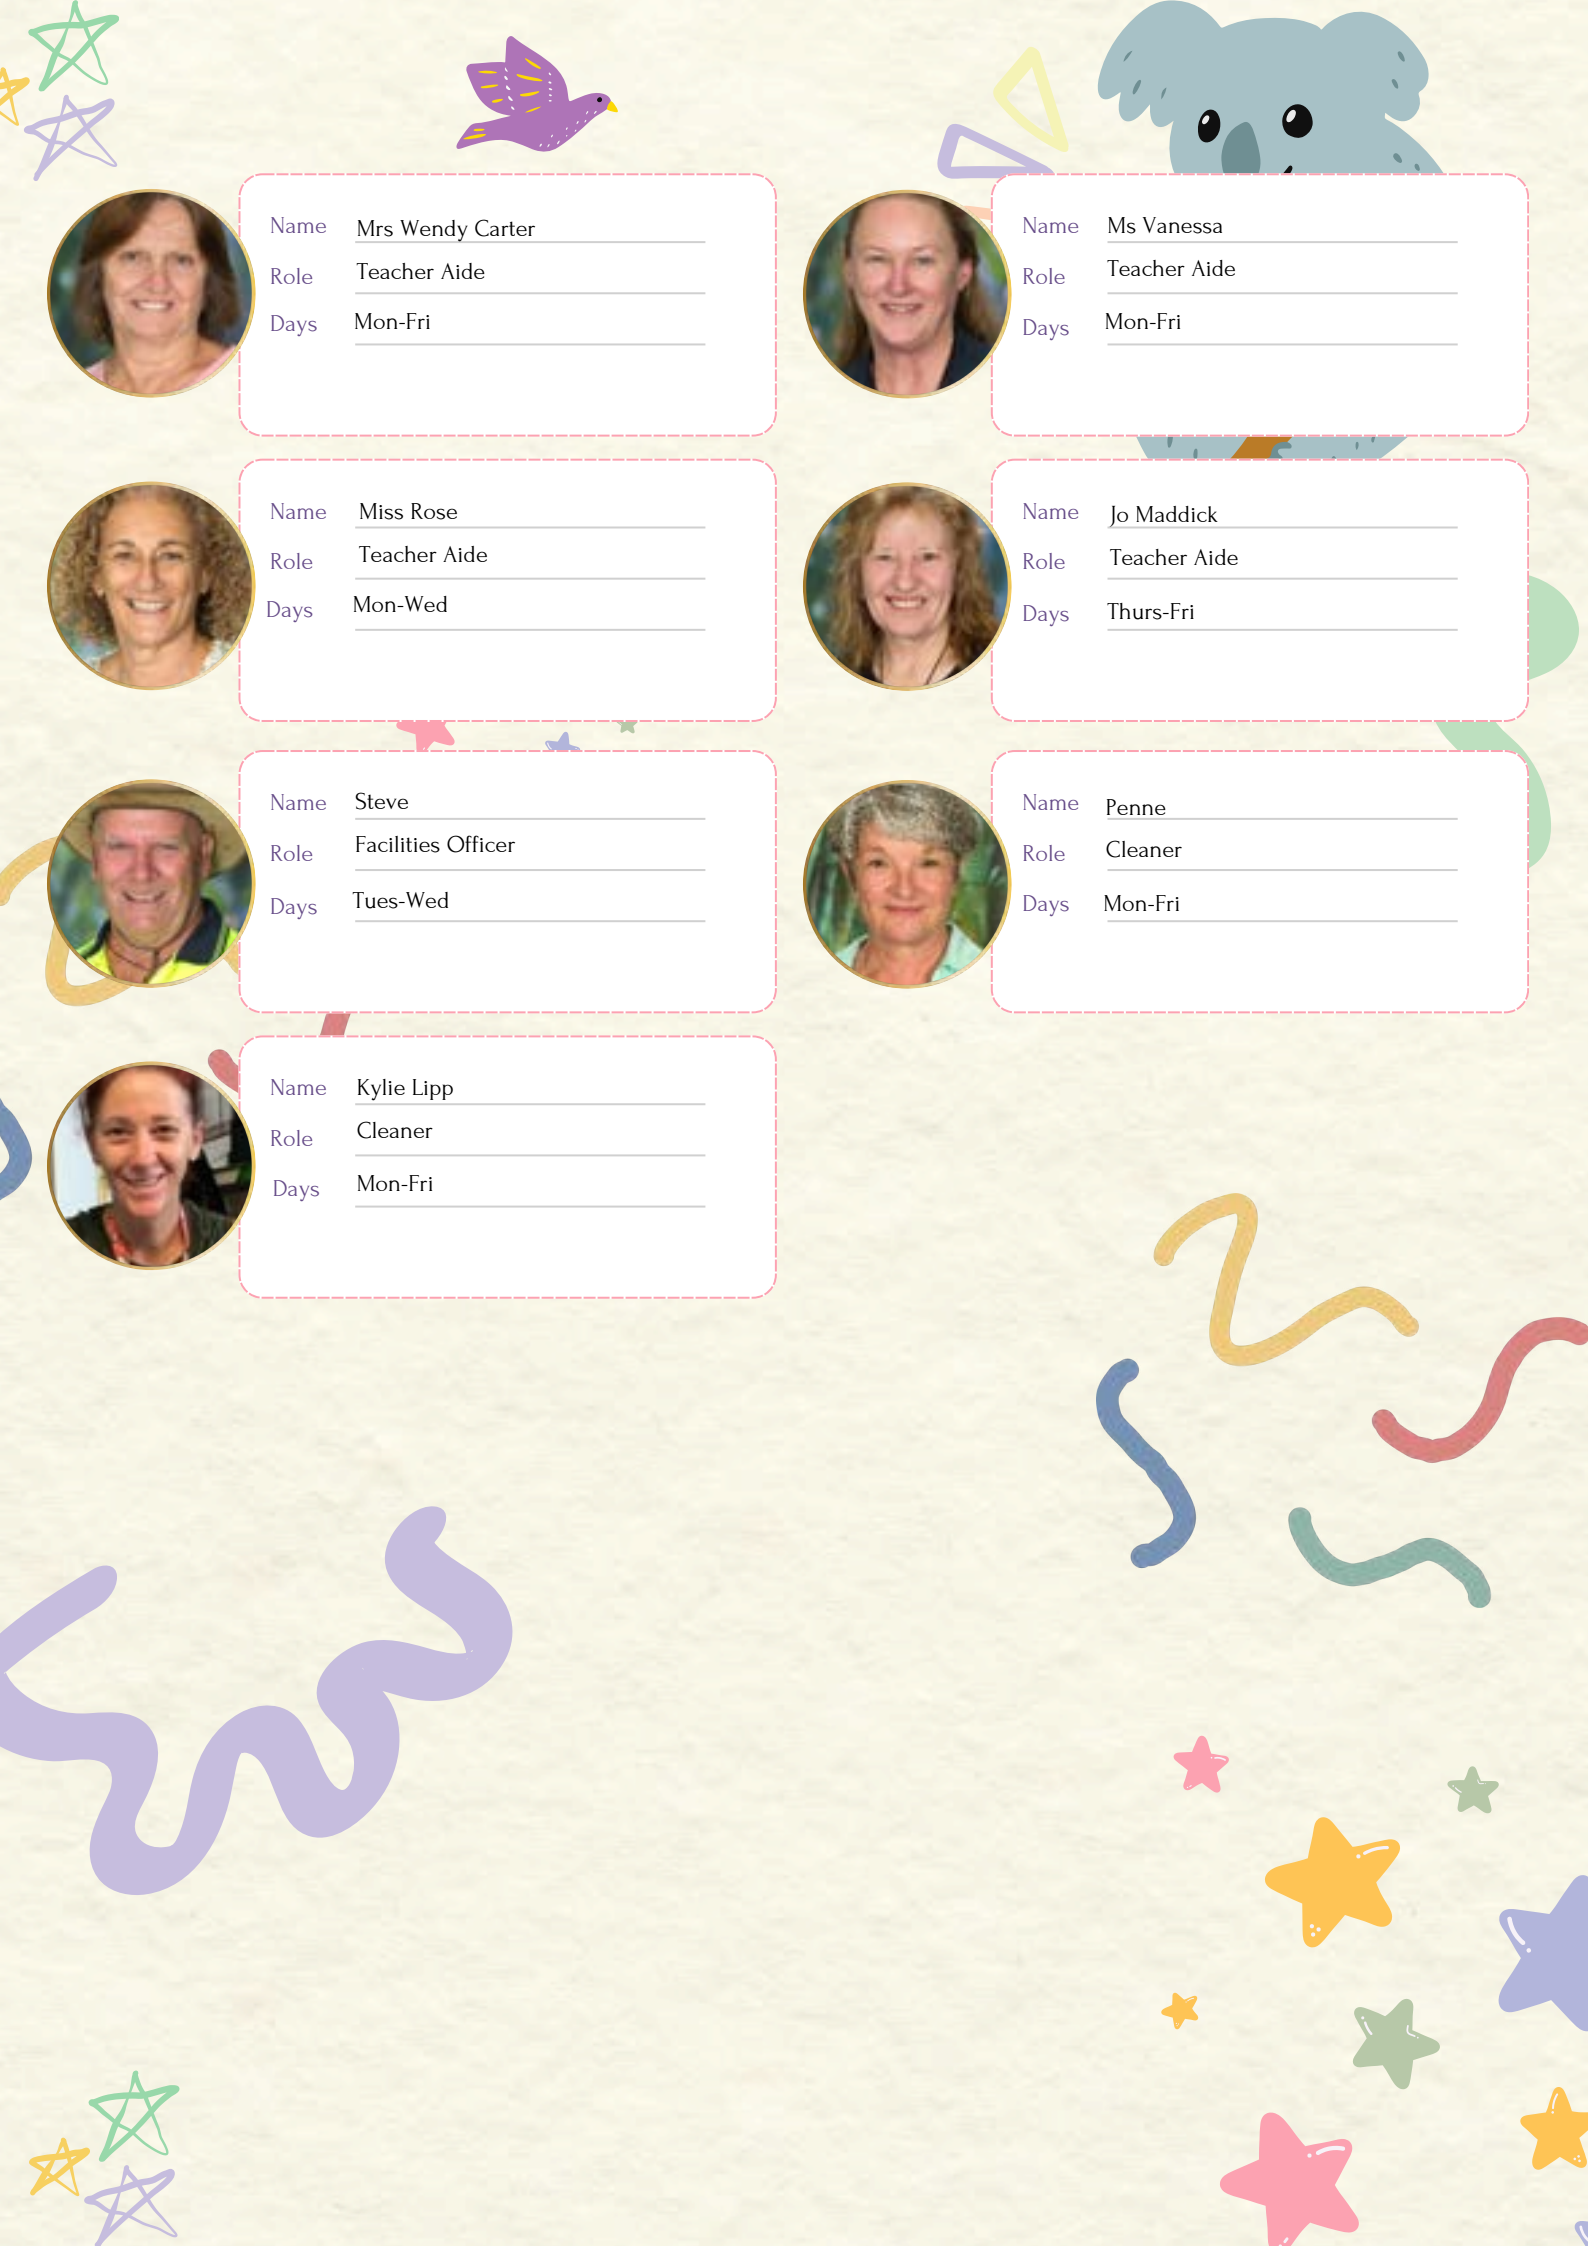 Name Mrs Wendy Carter
Role Teacher Aide
Days Mon-Fri
Name Ms Vanessa
Role Teacher Aide
Days Mon-Fri
Name Miss Rose
Role Teacher Aide
Days Mon-Wed
Name Jo Maddick
Role Teacher Aide
Days Thurs-Fri
Name Steve
Role Facilities Officer
Days Tues-Wed
Name Penne
Role Cleaner
Days Mon-Fri
Name Kylie Lipp
Role Cleaner
Days Mon-Fri